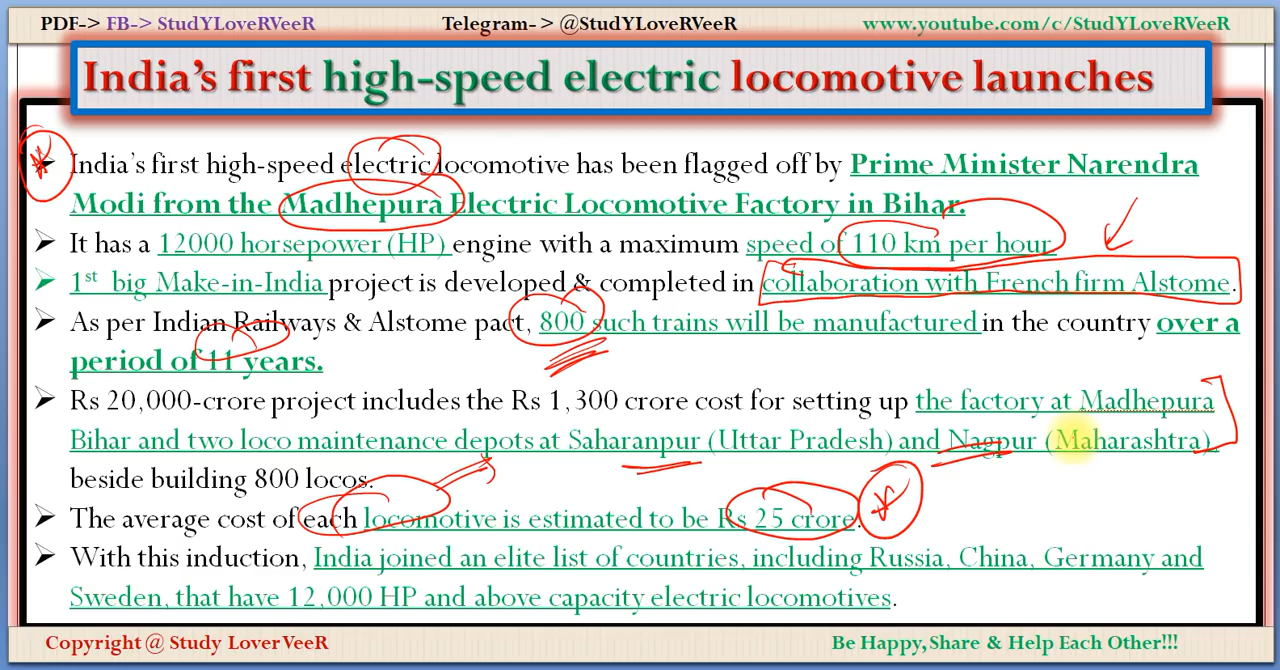 PDF-> FB-> StudYLoveRVeeR Telegram- > @StudYLoveRVeeR www.youtube.com/c/StudYLoveRVeeR
India's first high-speed electric locomotive launches
India's first high-speed electric locomotive has been flagged off by Prime Minister Narendra
Modi from the Madhepura Electric Locomotive Factory in Bihar.
It has a 12000 horsepower (HP) engine with a maximum speed of 110 km per hour
1st big Make-in-India project is developed & completed in collaboration with French firm Alstome.
As per Indian Railways & Alstome pact, 800 such trains will be manufactured in the country over a
period of 11 years.
Rs 20,000-crore project includes the Rs 1,300 crore cost for setting up the factory at Madhepura
Bihar and two loco maintenance depots at Saharanpur (Uttar Pradesh) and Nagpur (Maharashtra),
beside building 800 locos.
The average cost of each locomotive is estimated to be Rs 25 crore.
With this induction, India joined an elite list of countries, including Russia, China, Germany and
Sweden, that have 12,000 HP and above capacity electric locomotives.
Copyright @ Study LoverVeeR Be Happy, Share & Help Each Other!!!